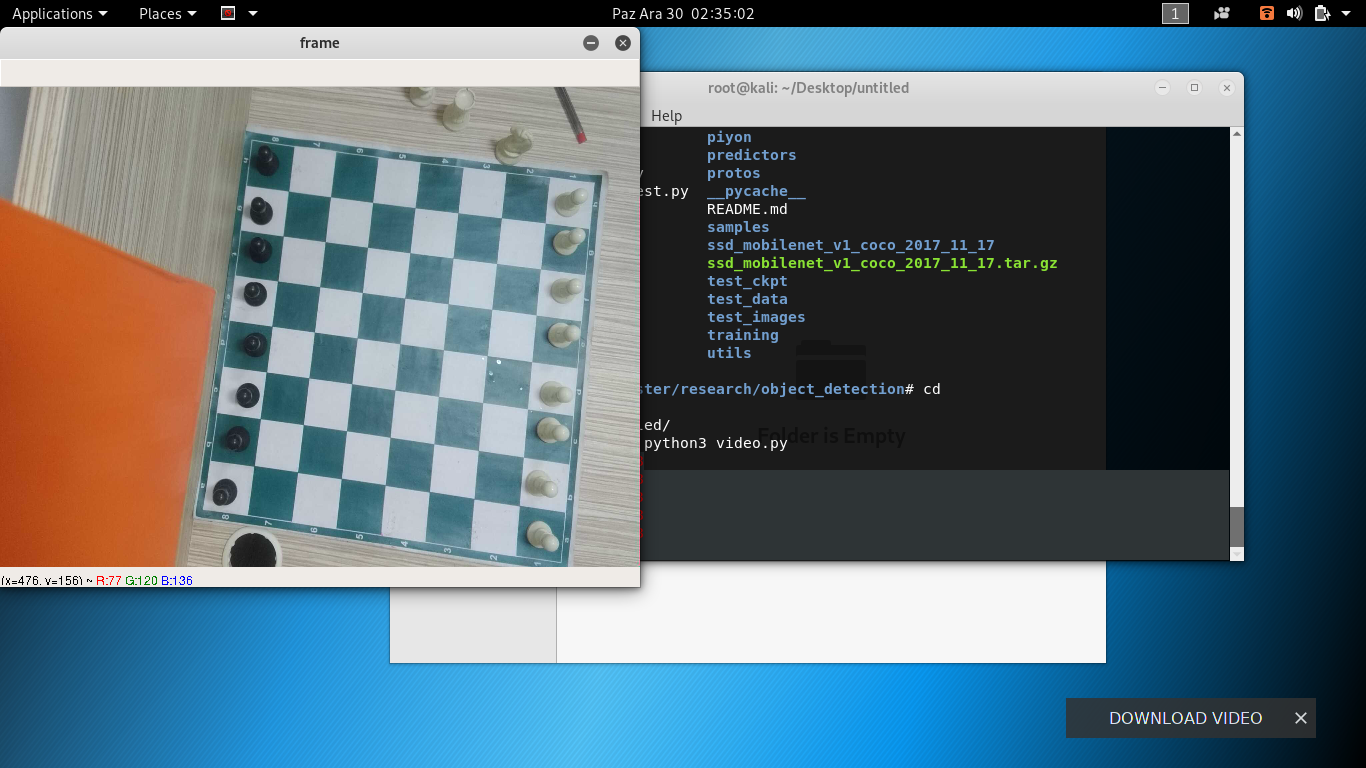 Applications
Places
Paz Ara 30 02:35:02
1
frame
root@kali: ~/Desktop/untitled
Help
piyon
predictors
/ protos
est.py __pycache__
README.md
samples
ssd_mobilenet_v1_coco_2017_11_17
ssd_mobilenet_v1_coco_2017_11_17.tar.gz
test_ckpt
test_data
test_images
training
utils
ster/research/object_detection# cd
led/
python3 video.py
Folder is Empty
(x=476, y=156) ~ R:77 G:120 B:136
DOWNLOAD VIDEO